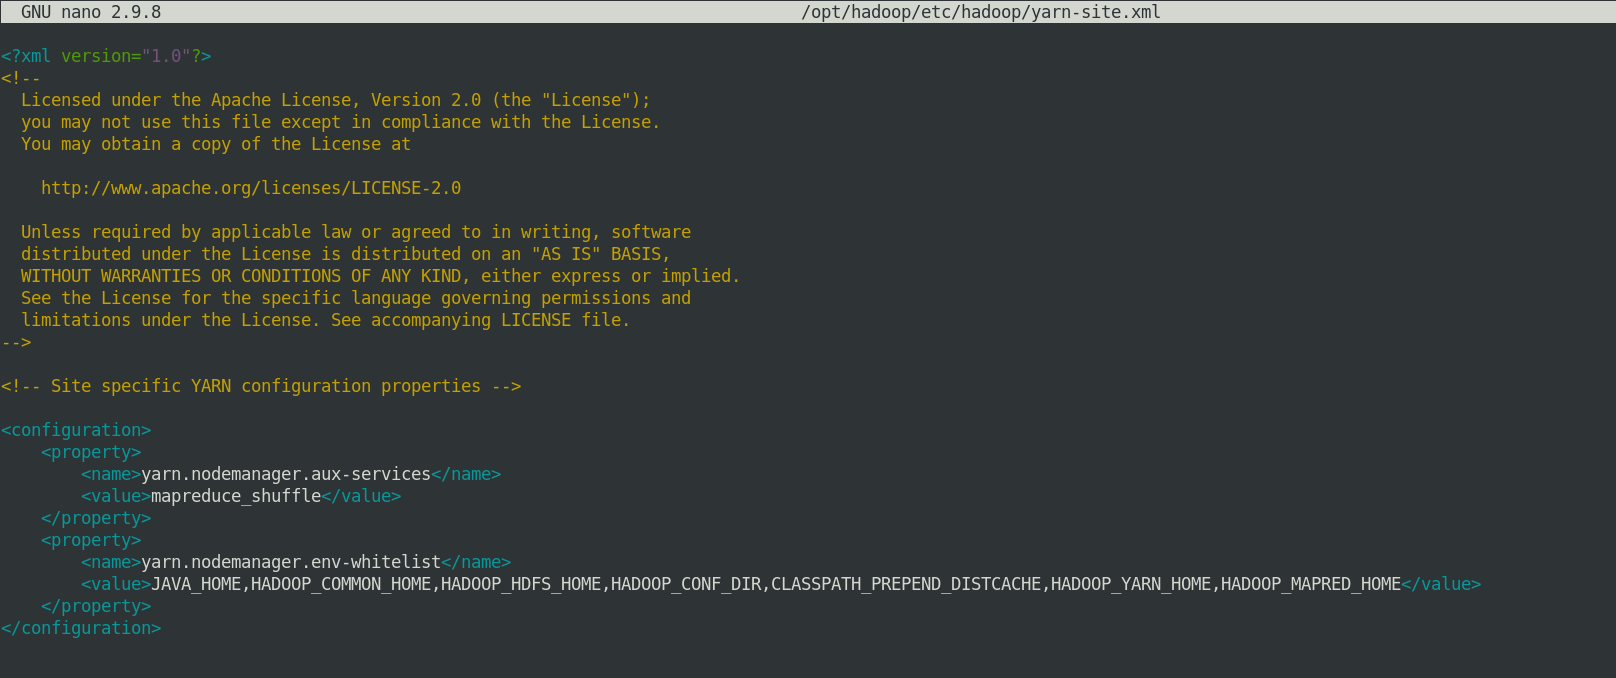 GNU nano 2.9.8 /opt/hadoop/etc/hadoop/yarn-site.xml
<?xml version="1.0"?>
<!--
  Licensed under the Apache License, Version 2.0 (the "License");
  you may not use this file except in compliance with the License.
  You may obtain a copy of the License at
    http://www.apache.org/licenses/LICENSE-2.0
  Unless required by applicable law or agreed to in writing, software
  distributed under the License is distributed on an "AS IS" BASIS,
  WITHOUT WARRANTIES OR CONDITIONS OF ANY KIND, either express or implied.
  See the License for the specific language governing permissions and
  limitations under the License. See accompanying LICENSE file.
-->
<!-- Site specific YARN configuration properties -->
<configuration>
    <property>
        <name>yarn.nodemanager.aux-services</name>
        <value>mapreduce_shuffle</value>
    </property>
    <property>
        <name>yarn.nodemanager.env-whitelist</name>
        <value>JAVA_HOME,HADOOP_COMMON_HOME,HADOOP_HDFS_HOME,HADOOP_CONF_DIR,CLASSPATH_PREPEND_DISTCACHE,HADOOP_YARN_HOME,HADOOP_MAPRED_HOME</value>
    </property>
</configuration>